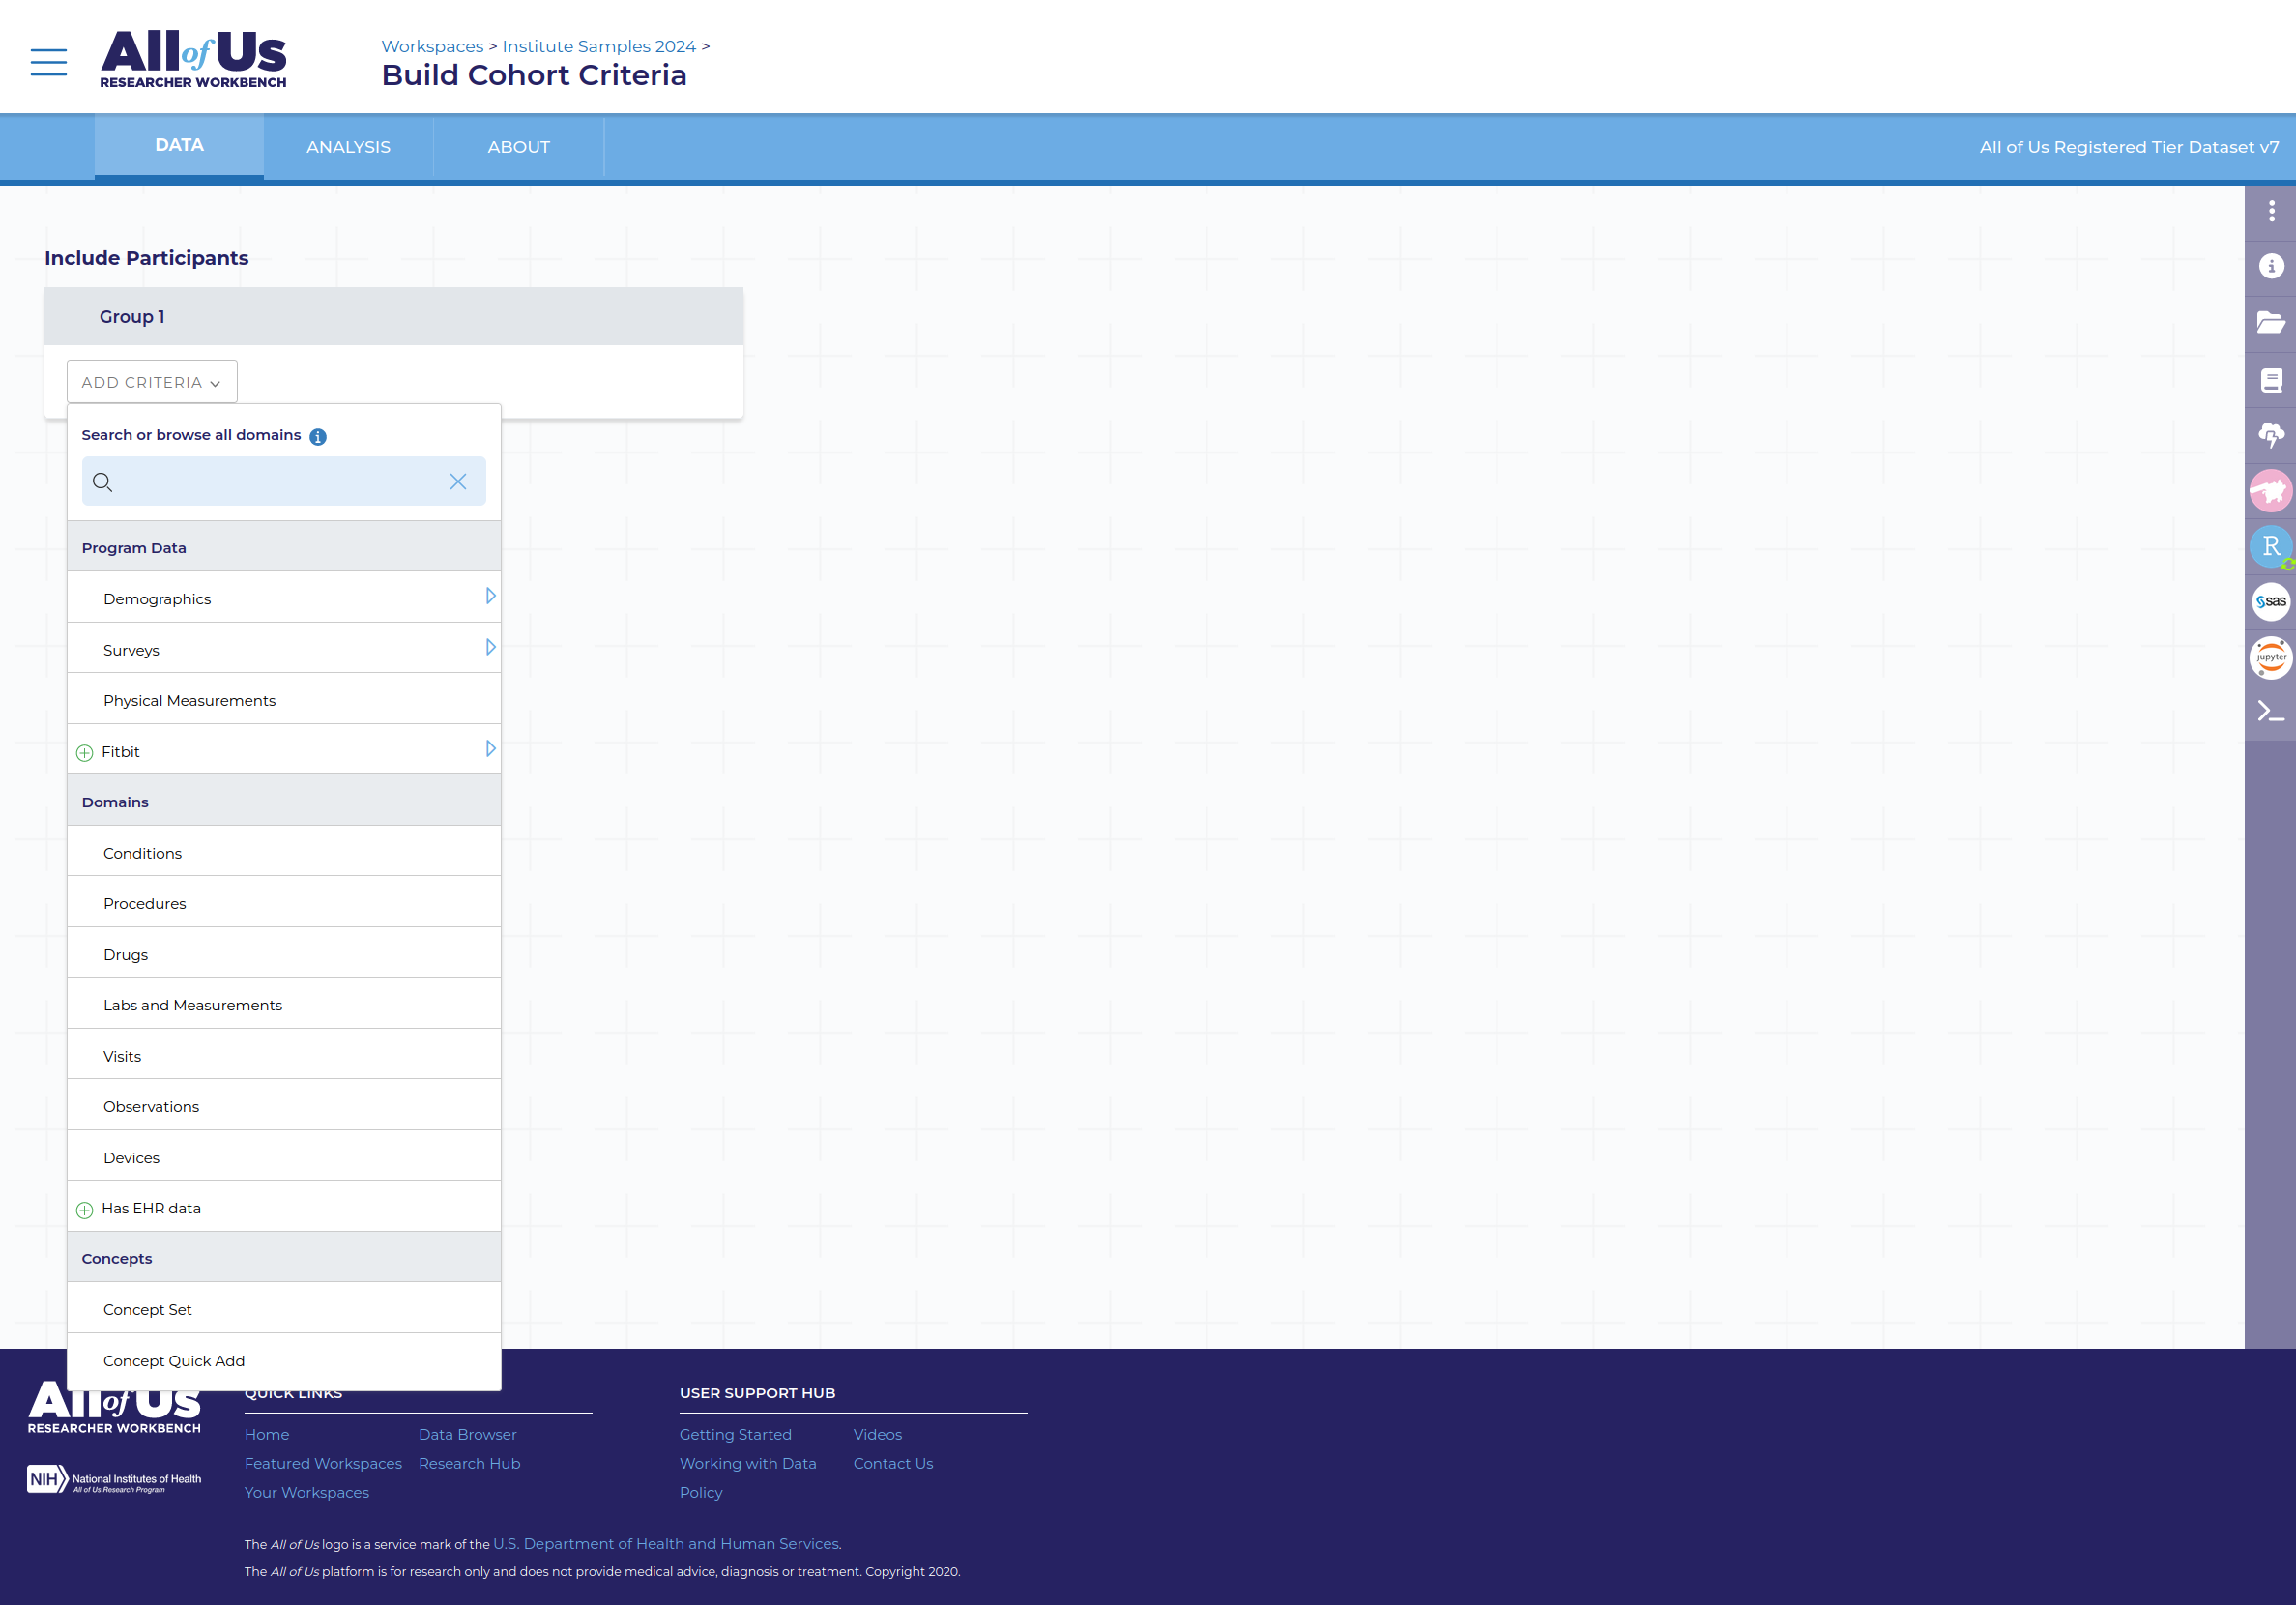 All of Us
RESEARCHER WORKBENCH
Workspaces > Institute Samples 2024 >
Build Cohort Criteria
DATA
ANALYSIS
ABOUT
All of Us Registered Tier Dataset v7
Include Participants
Group 1
ADD CRITERIA
Search or browse all domains
Program Data
Demographics
Surveys
Physical Measurements
Fitbit
Domains
Conditions
Procedures
Drugs
Labs and Measurements
Visits
Observations
Devices
Has EHR data
Concepts
Concept Set
Concept Quick Add
R
sas
jupyter
All of Us
RESEARCHER WORKBENCH
NIH National Institutes of Health
All of Us Research Program
QUICK LINKS
Home
Data Browser
Featured Workspaces
Research Hub
Your Workspaces
USER SUPPORT HUB
Getting Started
Videos
Working with Data
Contact Us
Policy
The All of Us logo is a service mark of the U.S. Department of Health and Human Services.
The All of Us platform is for research only and does not provide medical advice, diagnosis or treatment. Copyright 2020.